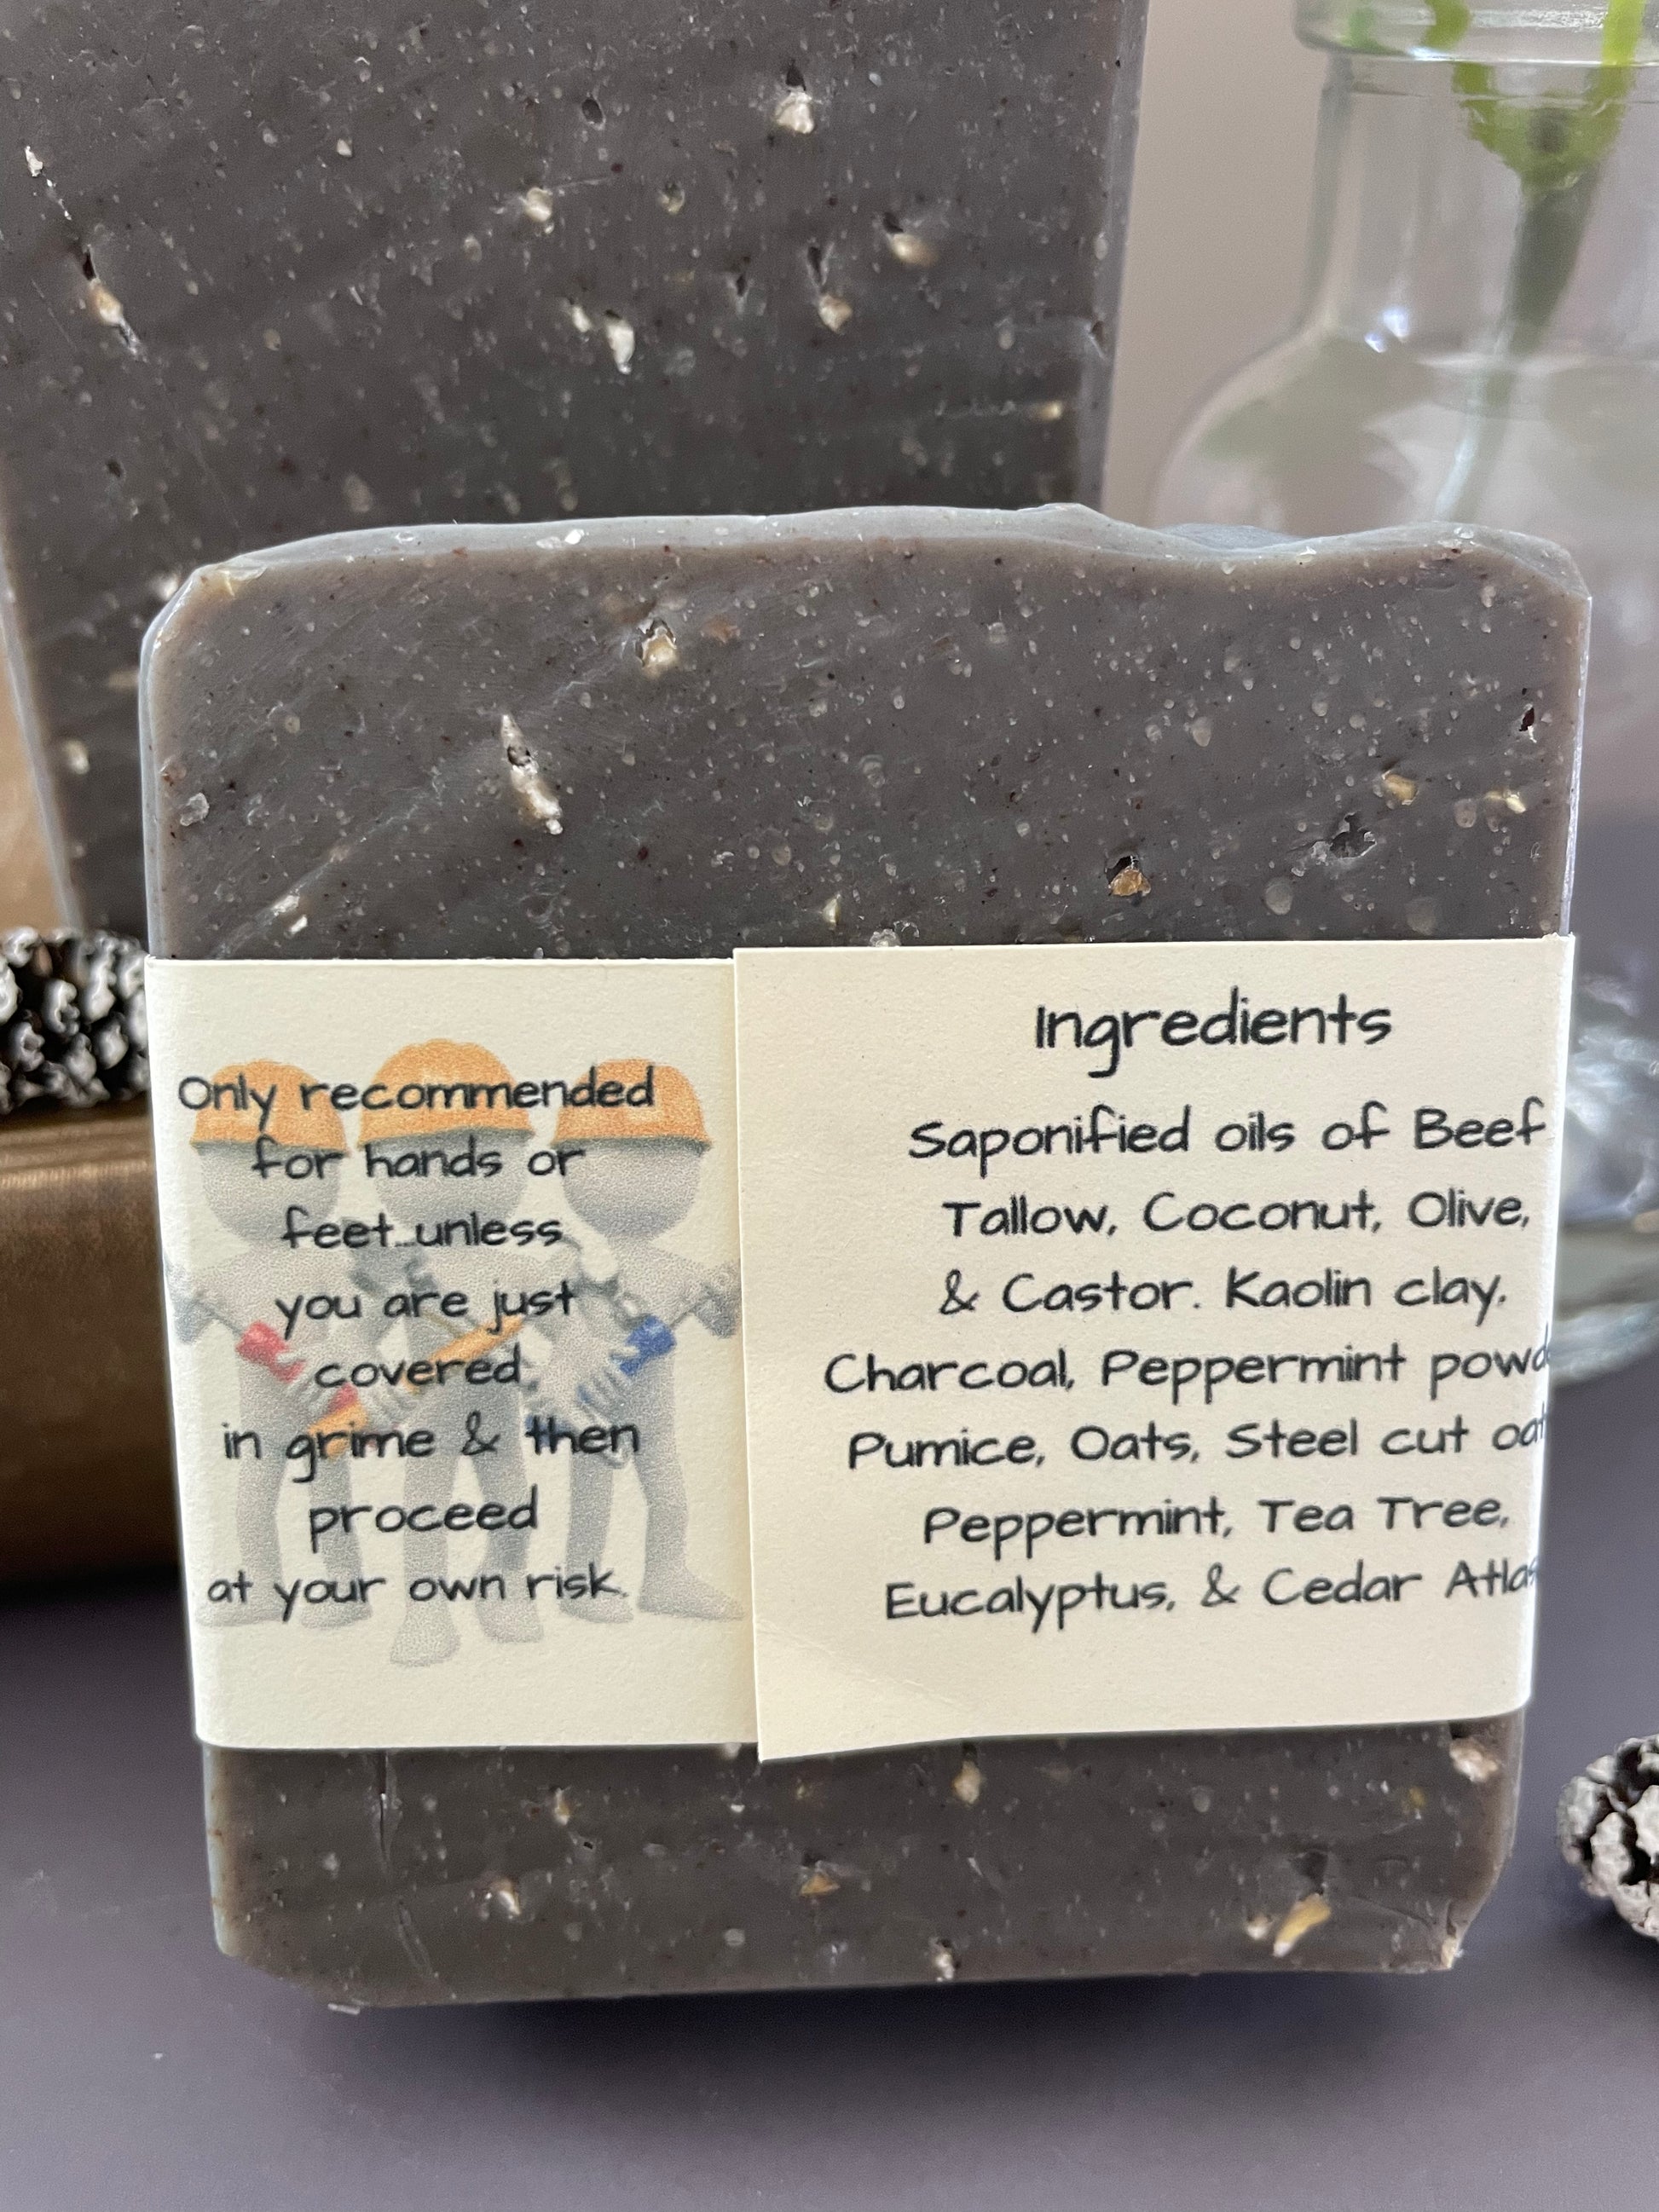 Only recommended
for hands or
feet...unless
you are just
covered
in grime & then
proceed
at your own risk.
Ingredients
Saponified oils of Beef
Tallow, Coconut, Olive,
& Castor. Kaolin clay,
Charcoal, Peppermint
Pumice, Oats, Steel cut
Peppermint, Tea Tree,
Eucalyptus, & Cedar